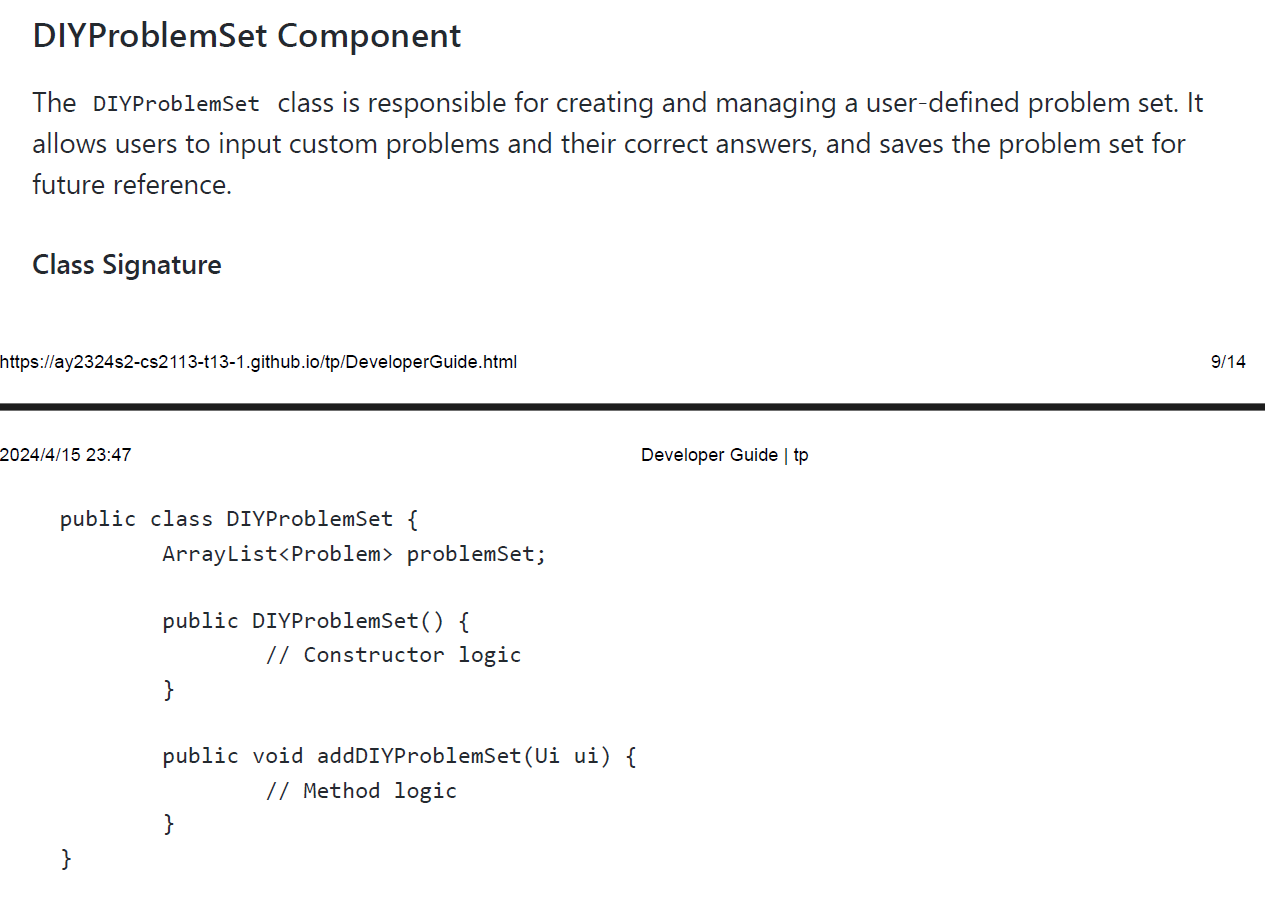 DIYProblemSet Component
The DIYProblemSet class is responsible for creating and managing a user-defined problem set. It
allows users to input custom problems and their correct answers, and saves the problem set for
future reference.
Class Signature
https://ay2324s2-cs2113-t13-1.github.io/tp/DeveloperGuide.html 9/14
2024/4/15 23:47 Developer Guide | tp
public class DIYProblemSet {
ArrayList<Problem> problemSet;
public DIYProblemSet() {
// Constructor logic
}
public void addDIYProblemSet(Ui ui) {
// Method logic
}
}